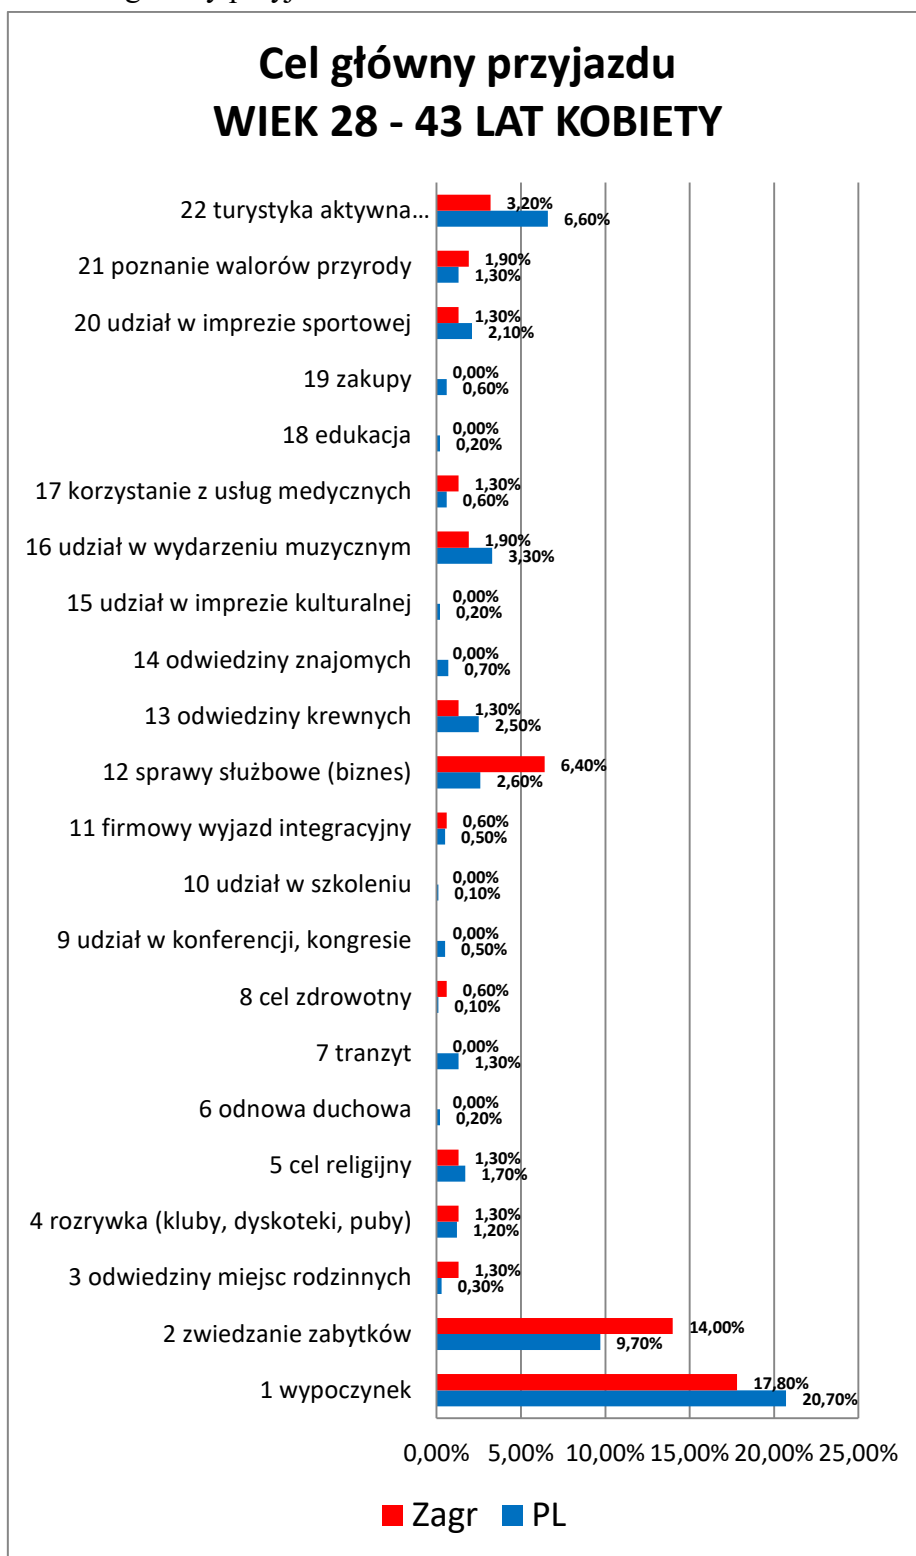 Cel główny przyjazdu
WIEK 28 - 43 LAT KOBIETY
22 turystyka aktywna...
3,20%
6,60%
21 poznanie walorów przyrody
1,90%
1,30%
20 udział w imprezie sportowej
1,30%
2,10%
19 zakupy
0,00%
0,60%
18 edukacja
0,00%
0,20%
17 korzystanie z usług medycznych
1,30%
0,60%
16 udział w wydarzeniu muzycznym
1,90%
3,30%
15 udział w imprezie kulturalnej
0,00%
0,20%
14 odwiedziny znajomych
0,00%
0,70%
13 odwiedziny krewnych
1,30%
2,50%
12 sprawy służbowe (biznes)
6,40%
2,60%
11 firmowy wyjazd integracyjny
0,60%
0,50%
10 udział w szkoleniu
0,00%
0,10%
9 udział w konferencji, kongresie
0,00%
0,50%
8 cel zdrowotny
0,60%
0,10%
7 tranzyt
0,00%
1,30%
6 odnowa duchowa
0,00%
0,20%
5 cel religijny
1,30%
1,70%
4 rozrywka (kluby, dyskoteki, puby)
1,30%
1,20%
3 odwiedziny miejsc rodzinnych
1,30%
0,30%
2 zwiedzanie zabytków
14,00%
9,70%
1 wypoczynek
17,80%
20,70%
0,00% 5,00% 10,00% 15,00% 20,00% 25,00%
Zagr PL